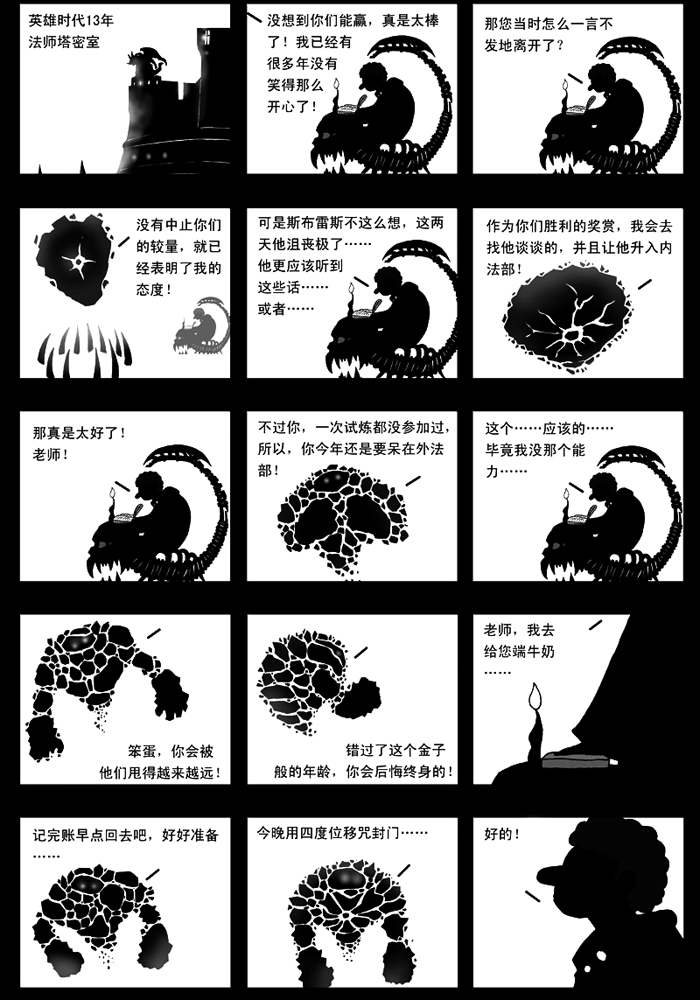 英雄时代13年
法师塔密室
没想到你们能赢，真是太棒
了！我已经有
很多年没有
笑得那么
开心了！
那您当时怎么一言不
发地离开了？
没有中止你们
的较量，就已
经表明了我的
态度！
可是斯布雷斯不这么想，这两
天他沮丧极了……
他更应该听到
这些话……
或者……
作为你们胜利的奖赏，我会去
找他谈谈的，并且让他升入内
法部！
那真是太好了！
老师！
不过你，一次试炼都没参加过，
所以，你今年还是要呆在外法
部！
这个……应该的……
毕竟我没那个能
力……
笨蛋，你会被
他们甩得越来越远！
错过了这个金子
般的年龄，你会后悔终身的！
老师，我去
给您端牛奶
……
记完账早点回去吧，好好准备
……
今晚用四度位移咒封门……
好的！